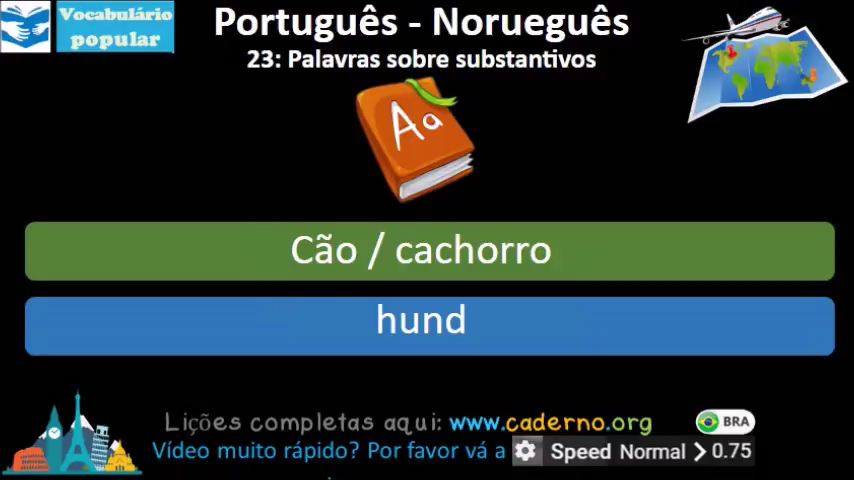 Vocabulário
popular
Português - Norueguês
23: Palavras sobre substantivos
Aa
Cão / cachorro
hund
Lições completas aqui: www.caderno.org
BRA
Vídeo muito rápido? Por favor vá a Speed Normal > 0.75